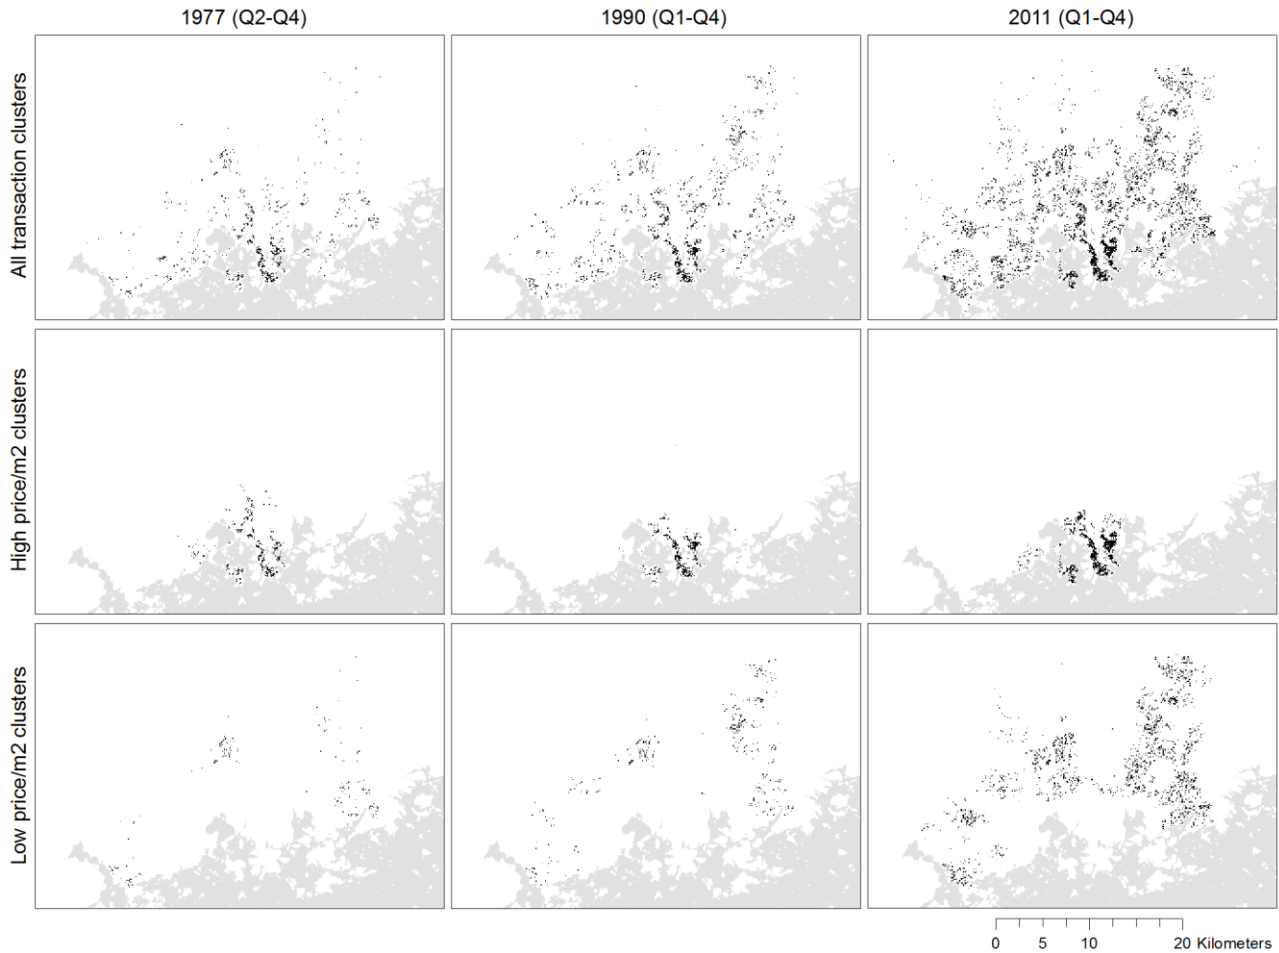 1977 (Q2-Q4)
1990 (Q1-Q4)
2011 (Q1-Q4)
All transaction clusters
High price/m2 clusters
Low price/m2 clusters
0 5 10 20 Kilometers